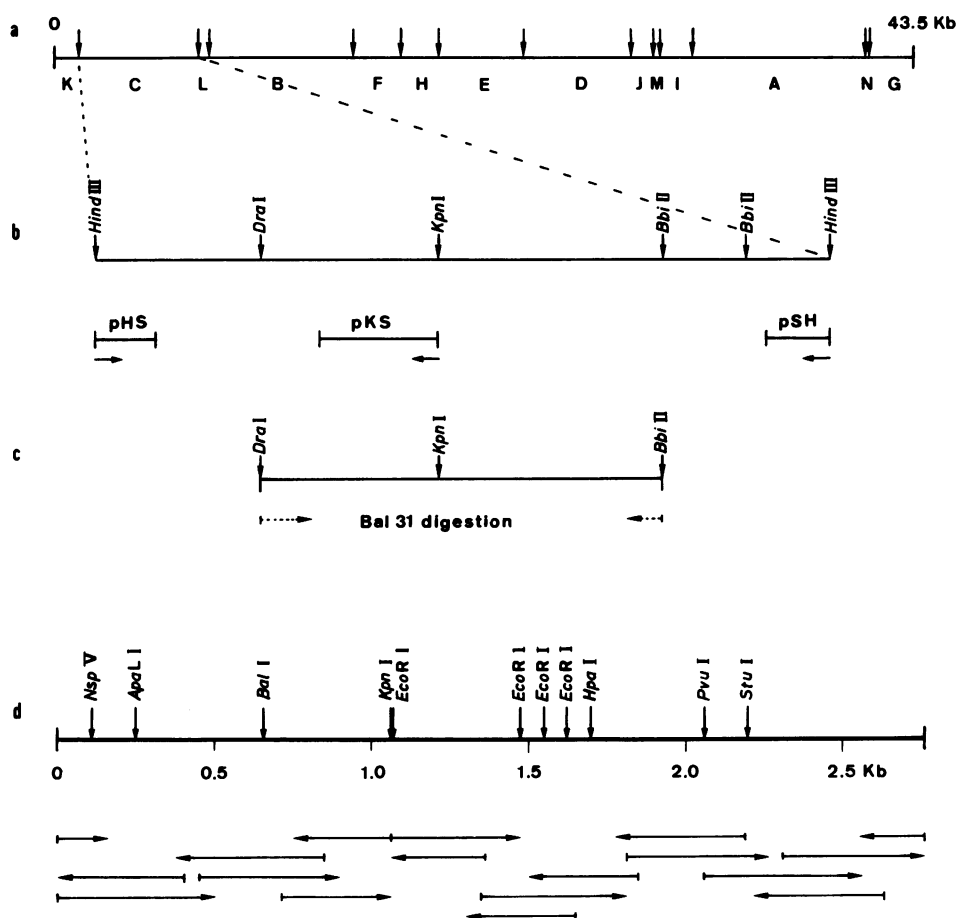 a
0
43.5 Kb
K C L B F H E D J M I A N G
b
Hind III
Dra I
Kpn I
Bbi II
Bbi II
Hind III
pHS
pKS
pSH
c
Dra I
Kpn I
Bbi II
Bal 31 digestion
d
Nsp V
ApaL I
Bal I
Kpn I
EcoR I
EcoR I
EcoR I
EcoR I
Hpa I
Pvu I
Stu I
0 0.5 1.0 1.5 2.0 2.5 Kb